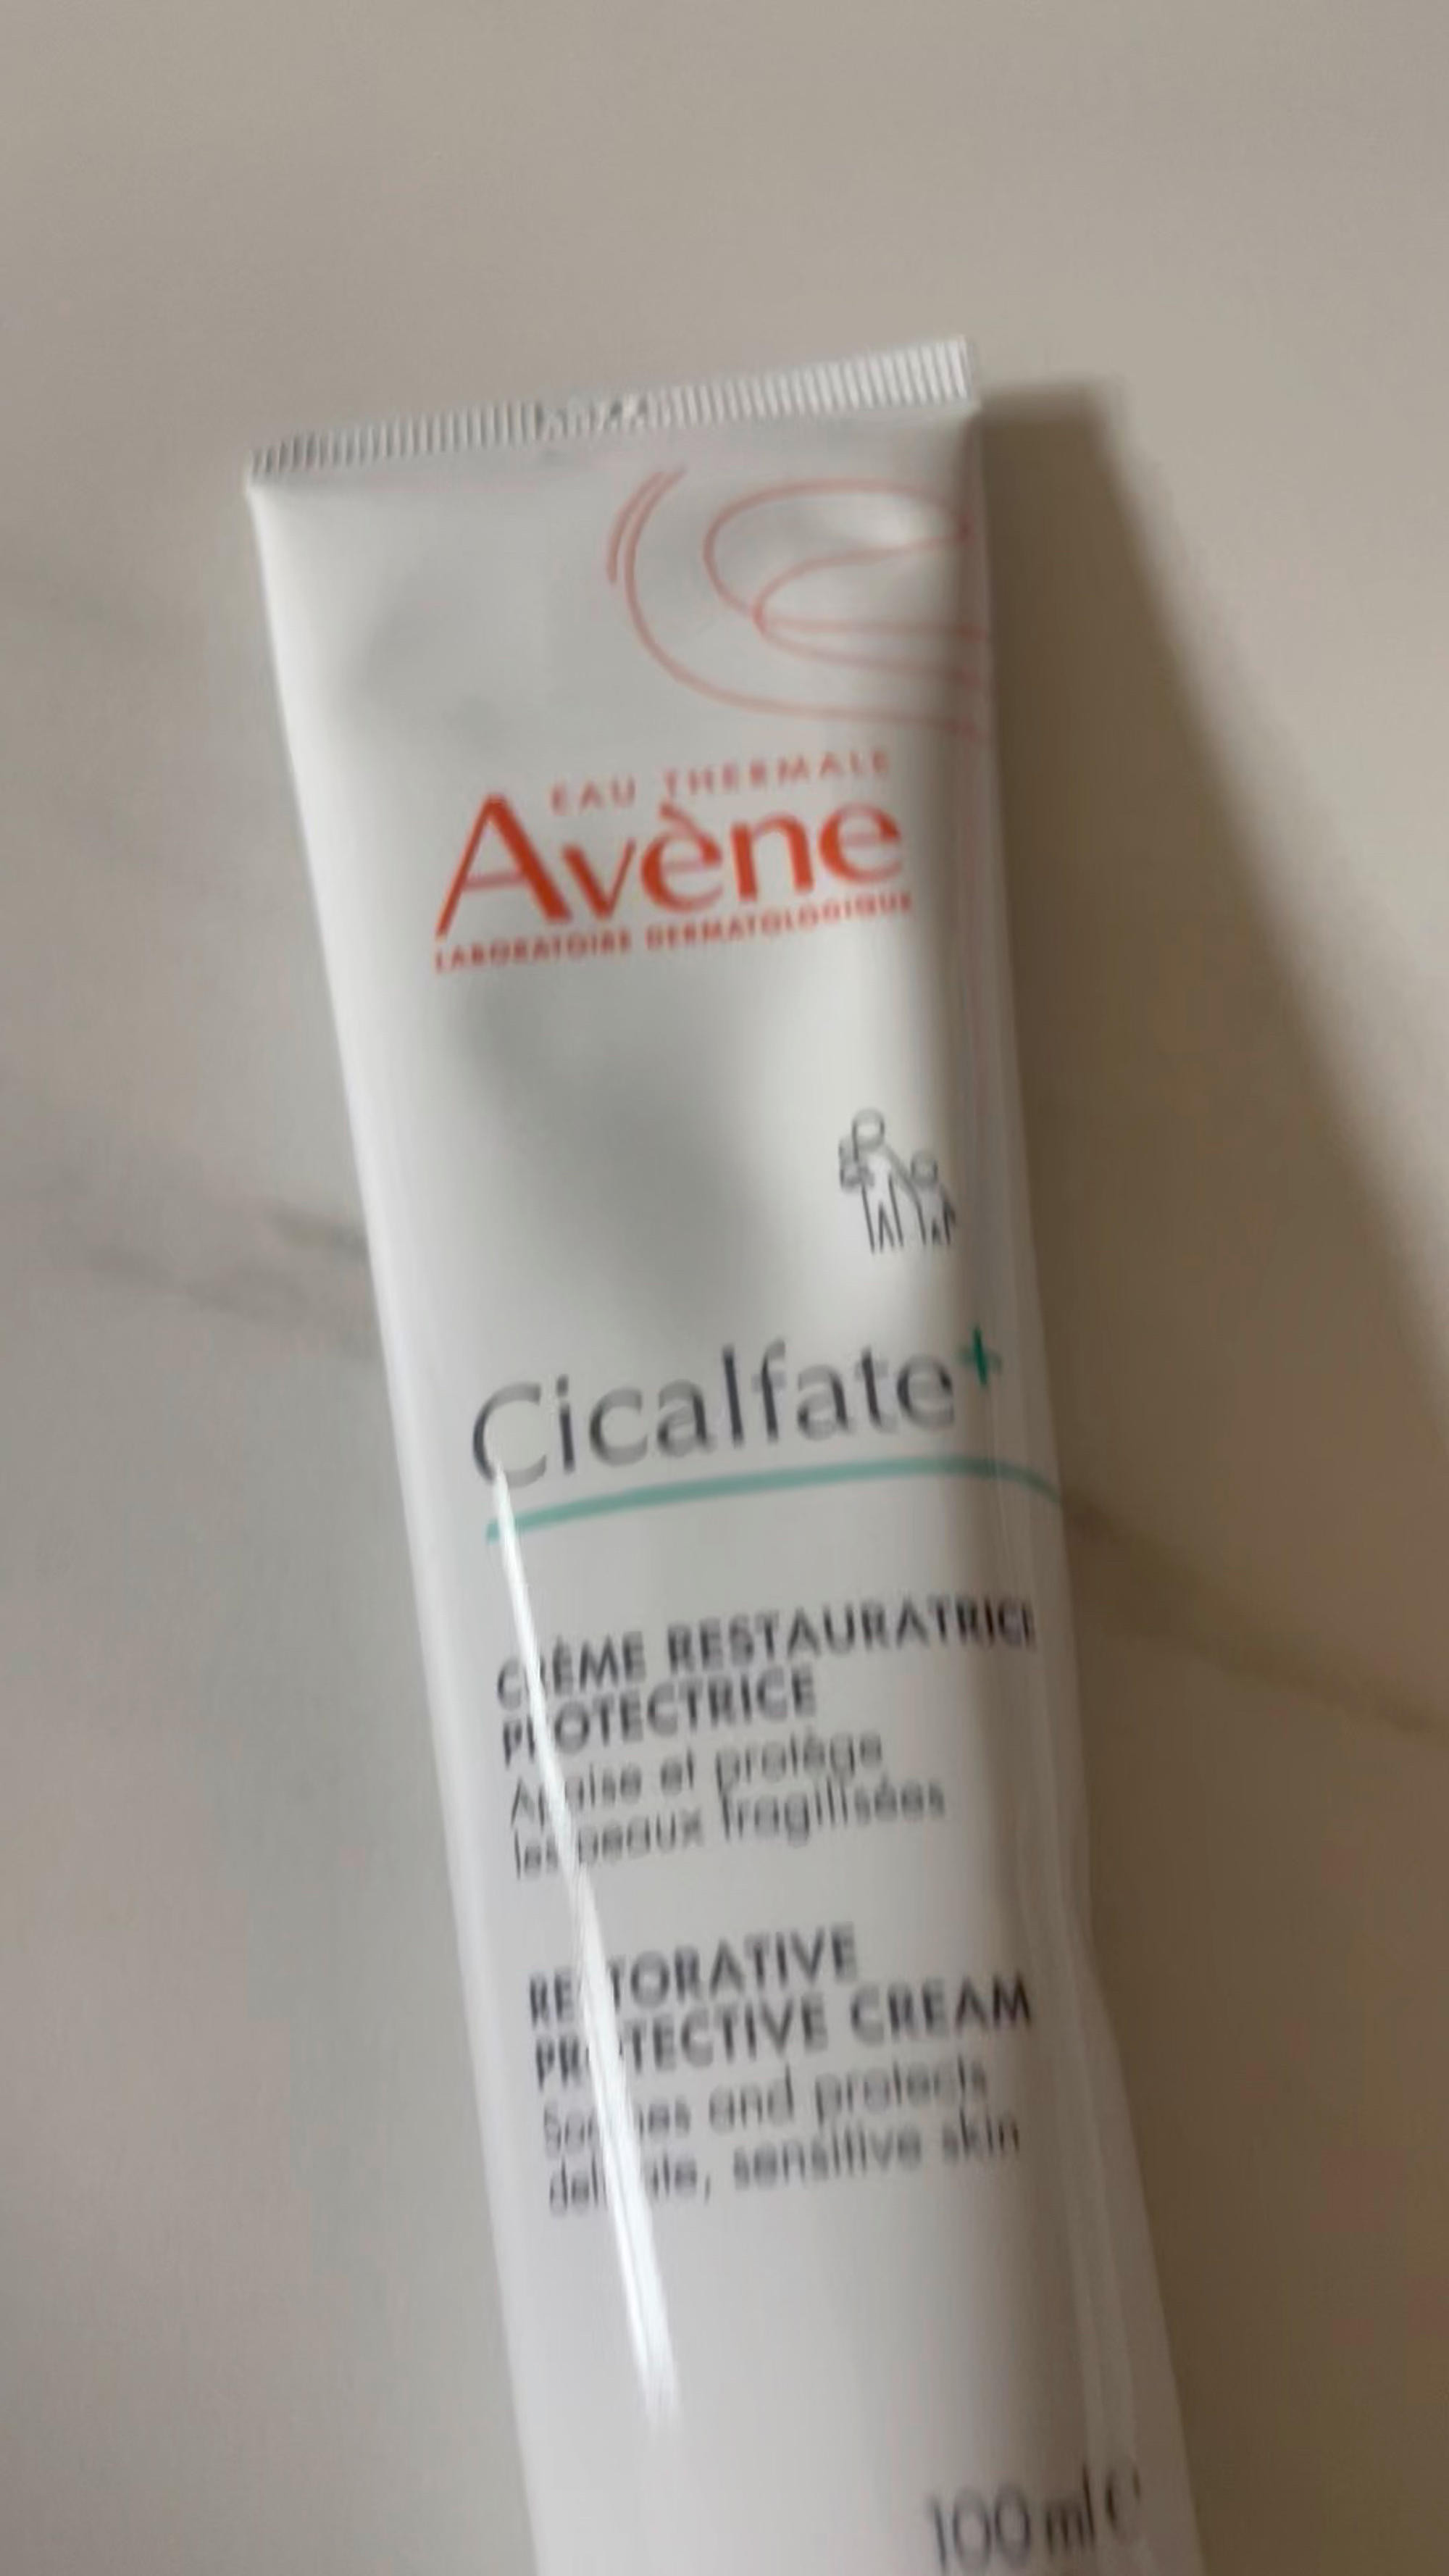 EAU THERMALE
Avène
LABORATOIRE DERMATOLOGIQUE
Cicalfate+
CRÈME RESTAURATRICE
PROTECTRICE
Apaise et protège
les peaux fragilisées
RESTORATIVE
PROTECTIVE CREAM
Soothes and protects
delicate, sensitive skin
100 ml e